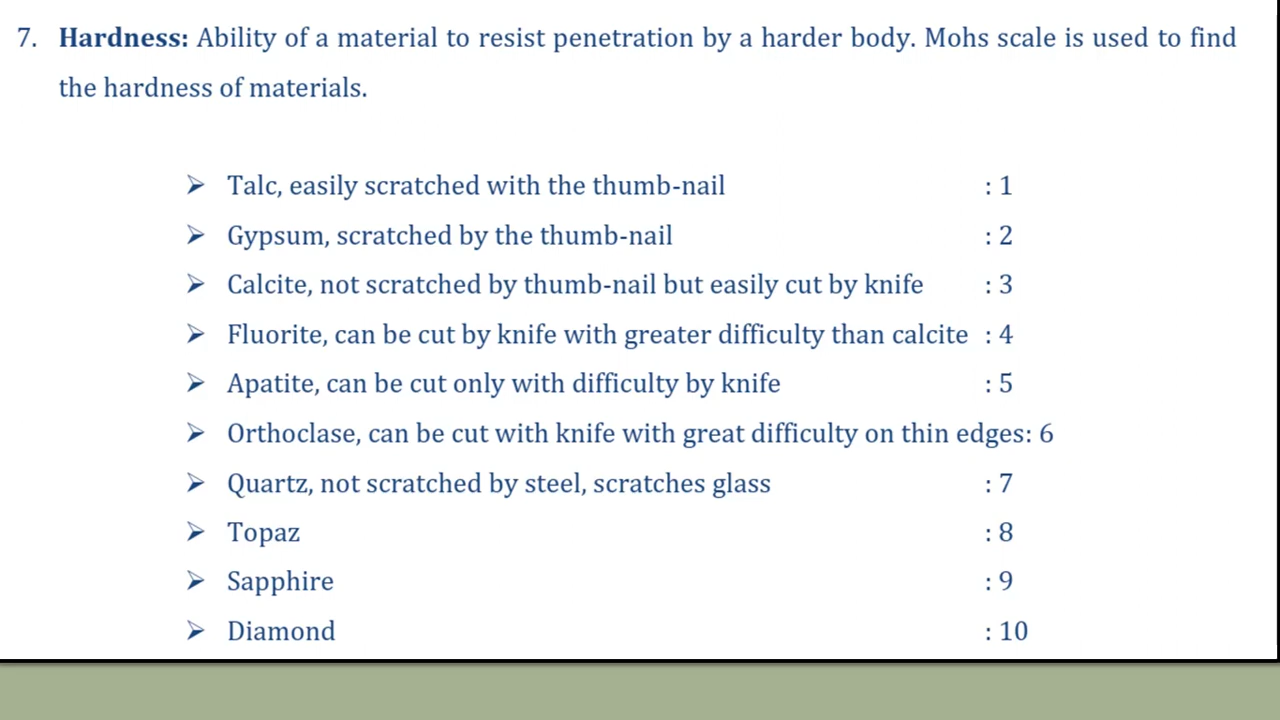 7. Hardness: Ability of a material to resist penetration by a harder body. Mohs scale is used to find
the hardness of materials.
➢ Talc, easily scratched with the thumb-nail : 1
➢ Gypsum, scratched by the thumb-nail : 2
➢ Calcite, not scratched by thumb-nail but easily cut by knife : 3
➢ Fluorite, can be cut by knife with greater difficulty than calcite : 4
➢ Apatite, can be cut only with difficulty by knife : 5
➢ Orthoclase, can be cut with knife with great difficulty on thin edges: 6
➢ Quartz, not scratched by steel, scratches glass : 7
➢ Topaz : 8
➢ Sapphire : 9
➢ Diamond : 10